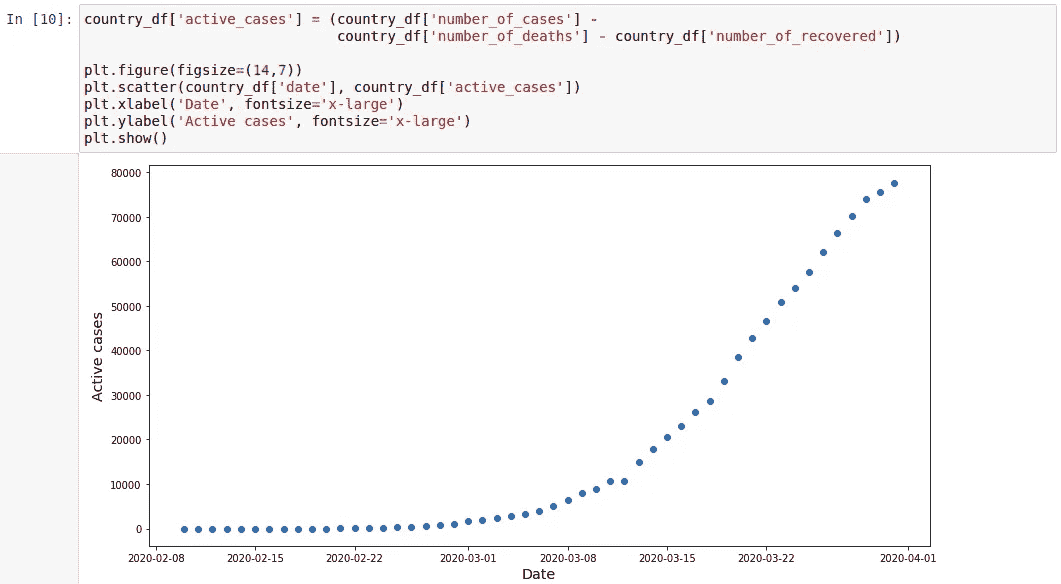 In [10]: country_df['active_cases'] = (country_df['number_of_cases'] -
country_df['number_of_deaths'] - country_df['number_of_recovered'])
plt.figure(figsize=(14,7))
plt.scatter(country_df['date'], country_df['active_cases'])
plt.xlabel('Date', fontsize='x-large')
plt.ylabel('Active cases', fontsize='x-large')
plt.show()
80000
70000
60000
50000
40000
30000
20000
10000
0
Active cases
2020-02-08 2020-02-15 2020-02-22 2020-03-01 2020-03-08 2020-03-15 2020-03-22 2020-04-01
Date